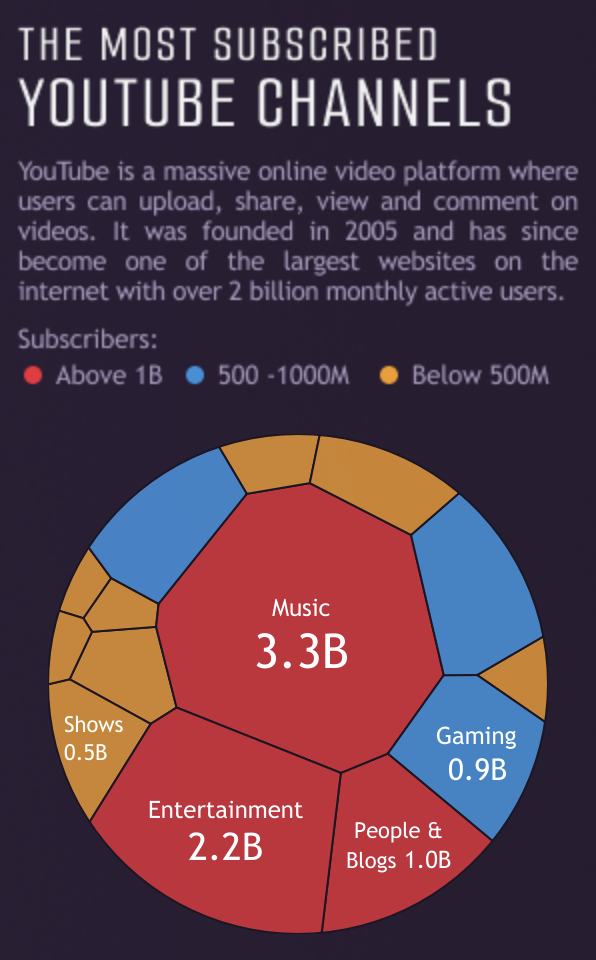 THE MOST SUBSCRIBED
YOUTUBE CHANNELS
YouTube is a massive online video platform where
users can upload, share, view and comment on
videos. It was founded in 2005 and has since
become one of the largest websites on the
internet with over 2 billion monthly active users.
Subscribers:
Above 1B 500 -1000M Below 500M
Music
3.3B
Shows
0.5B
Gaming
0.9B
Entertainment
2.2B
People &
Blogs 1.0B